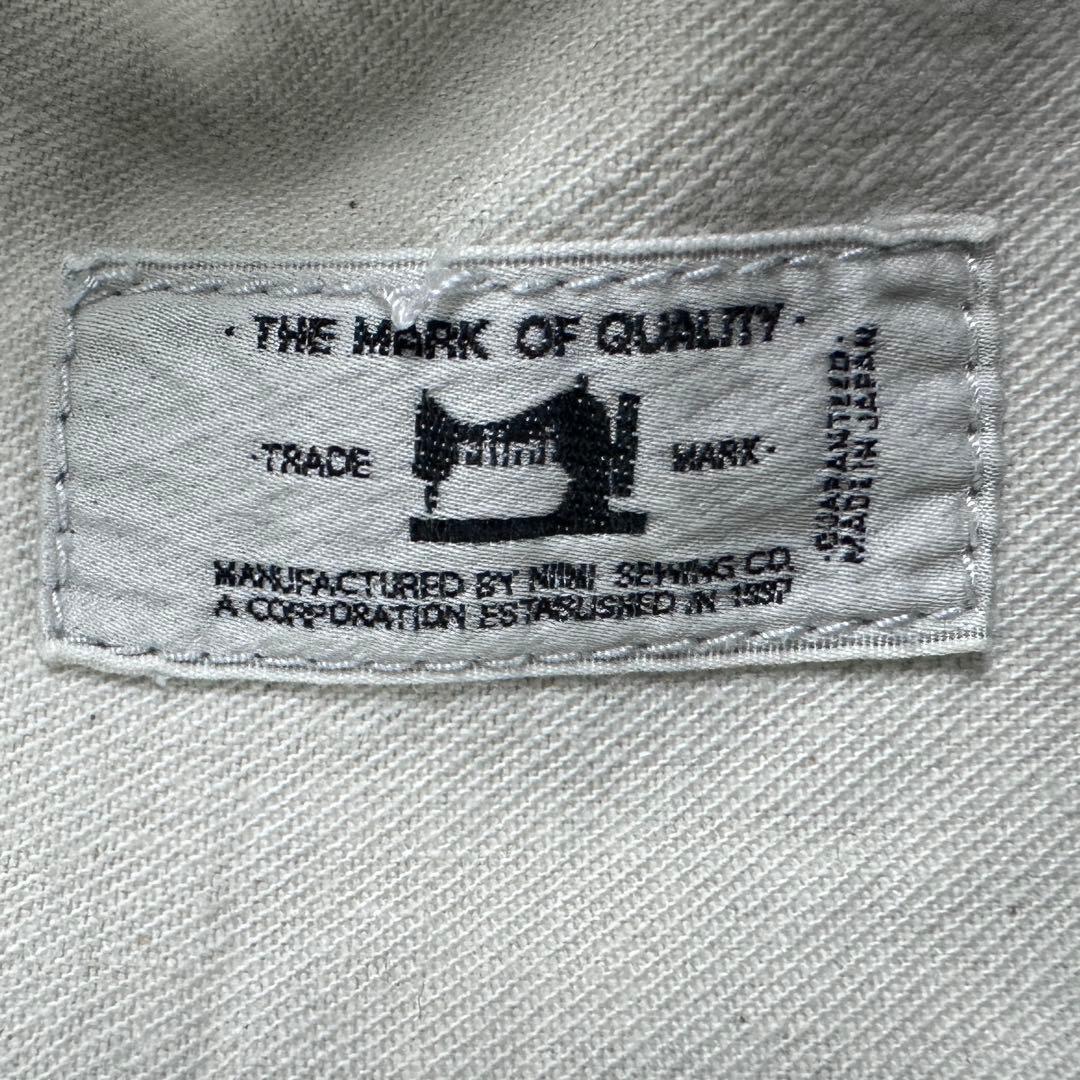 · THE MARK OF QUALITY ·
· TRADE MARK ·
MANUFACTURED BY NIIMI SEWING CO.
A CORPORATION ESTABLISHED IN 1997
· GUARANTEED ·
MADE IN JAPAN